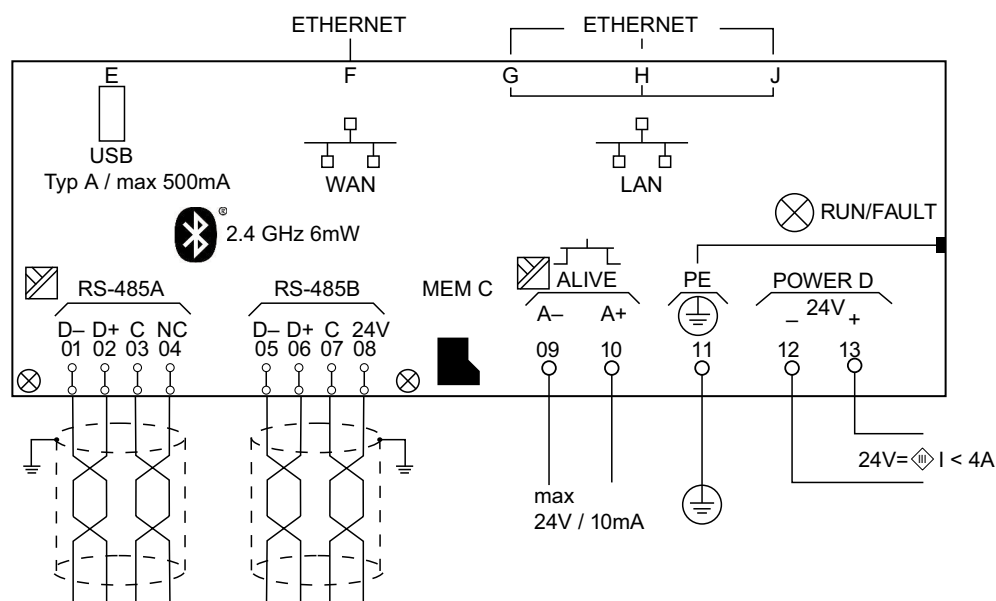 ETHERNET ETHERNET
E F G H J
USB
Typ A / max 500mA
WAN LAN
® 2.4 GHz 6mW
RUN/FAULT
RS-485A RS-485B MEM C ALIVE PE POWER D
24V
D– D+ C NC D– D+ C 24V A– A+ – +
01 02 03 04 05 06 07 08 09 10 11 12 13
24V= III I < 4A
max
24V / 10mA